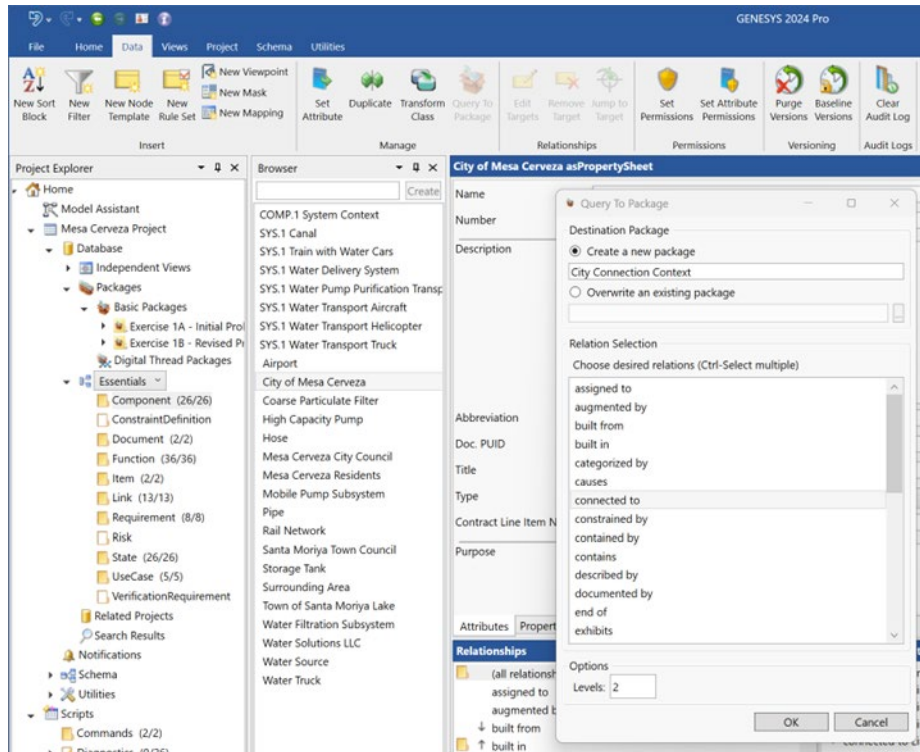 GENESYS 2024 Pro
File Home Data Views Project Schema Utilities
New Sort Block
New Filter
New Node Template
New Rule Set
New Viewpoint
New Mask
New Mapping
Set Attribute
Duplicate
Transform Class
Query To Package
Edit Targets
Remove Target
Jump to Target
Set Permissions
Set Attribute Permissions
Purge Versions
Baseline Versions
Clear Audit Log
Insert
Manage
Relationships
Permissions
Versioning
Audit Logs
Project Explorer
Home
Model Assistant
Mesa Cerveza Project
Database
Independent Views
Packages
Basic Packages
Exercise 1A - Initial Prol
Exercise 1B - Revised Pr
Digital Thread Packages
Essentials
Component (26/26)
ConstraintDefinition
Document (2/2)
Function (36/36)
Item (2/2)
Link (13/13)
Requirement (8/8)
Risk
State (26/26)
UseCase (5/5)
VerificationRequirement
Related Projects
Search Results
Notifications
Schema
Utilities
Scripts
Commands (2/2)
Browser
Create
COMP.1 System Context
SYS.1 Canal
SYS.1 Train with Water Cars
SYS.1 Water Delivery System
SYS.1 Water Pump Purification Transp
SYS.1 Water Transport Aircraft
SYS.1 Water Transport Helicopter
SYS.1 Water Transport Truck
Airport
City of Mesa Cerveza
Coarse Particulate Filter
High Capacity Pump
Hose
Mesa Cerveza City Council
Mesa Cerveza Residents
Mobile Pump Subsystem
Pipe
Rail Network
Santa Moriya Town Council
Storage Tank
Surrounding Area
Town of Santa Moriya Lake
Water Filtration Subsystem
Water Solutions LLC
Water Source
Water Truck
City of Mesa Cerveza asPropertySheet
Name
Number
Description
Abbreviation
Doc. PUID
Title
Type
Contract Line Item N
Purpose
Attributes Propert
Relationships
(all relationsh
assigned to
augmented b
built from
built in
Query To Package
Destination Package
Create a new package
City Connection Context
Overwrite an existing package
...
Relation Selection
Choose desired relations (Ctrl-Select multiple)
assigned to
augmented by
built from
built in
categorized by
causes
connected to
constrained by
contained by
contains
described by
documented by
end of
exhibits
Options
Levels: 2
OK Cancel